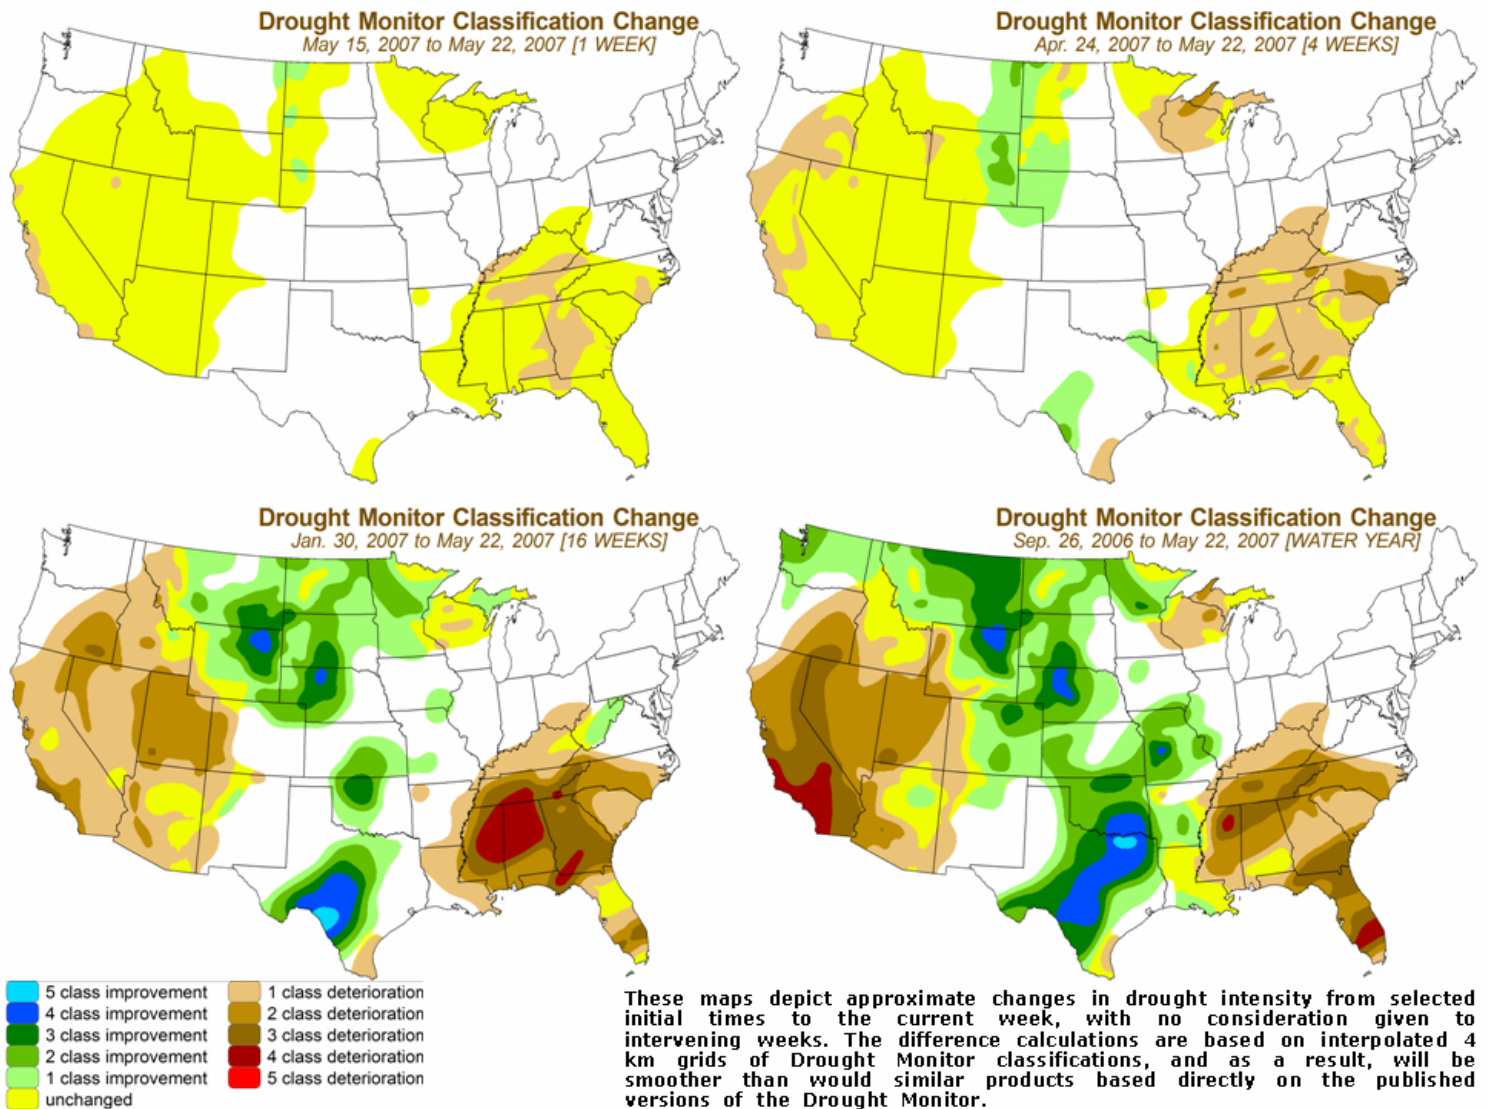 Drought Monitor Classification Change
May 15, 2007 to May 22, 2007 [1 WEEK]
Drought Monitor Classification Change
Apr. 24, 2007 to May 22, 2007 [4 WEEKS]
Drought Monitor Classification Change
Jan. 30, 2007 to May 22, 2007 [16 WEEKS]
Drought Monitor Classification Change
Sep. 26, 2006 to May 22, 2007 [WATER YEAR]
5 class improvement
4 class improvement
3 class improvement
2 class improvement
1 class improvement
unchanged
1 class deterioration
2 class deterioration
3 class deterioration
4 class deterioration
5 class deterioration
These maps depict approximate changes in drought intensity from selected
initial times to the current week, with no consideration given to
intervening weeks. The difference calculations are based on interpolated 4
km grids of Drought Monitor classifications, and as a result, will be
smoother than would similar products based directly on the published
versions of the Drought Monitor.